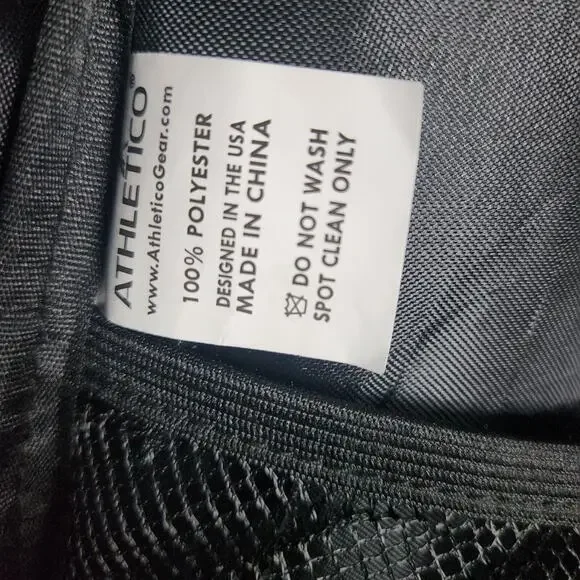 ATHLETICO®
www.AthleticoGear.com
100% POLYESTER
DESIGNED IN THE USA
MADE IN CHINA
DO NOT WASH
SPOT CLEAN ONLY